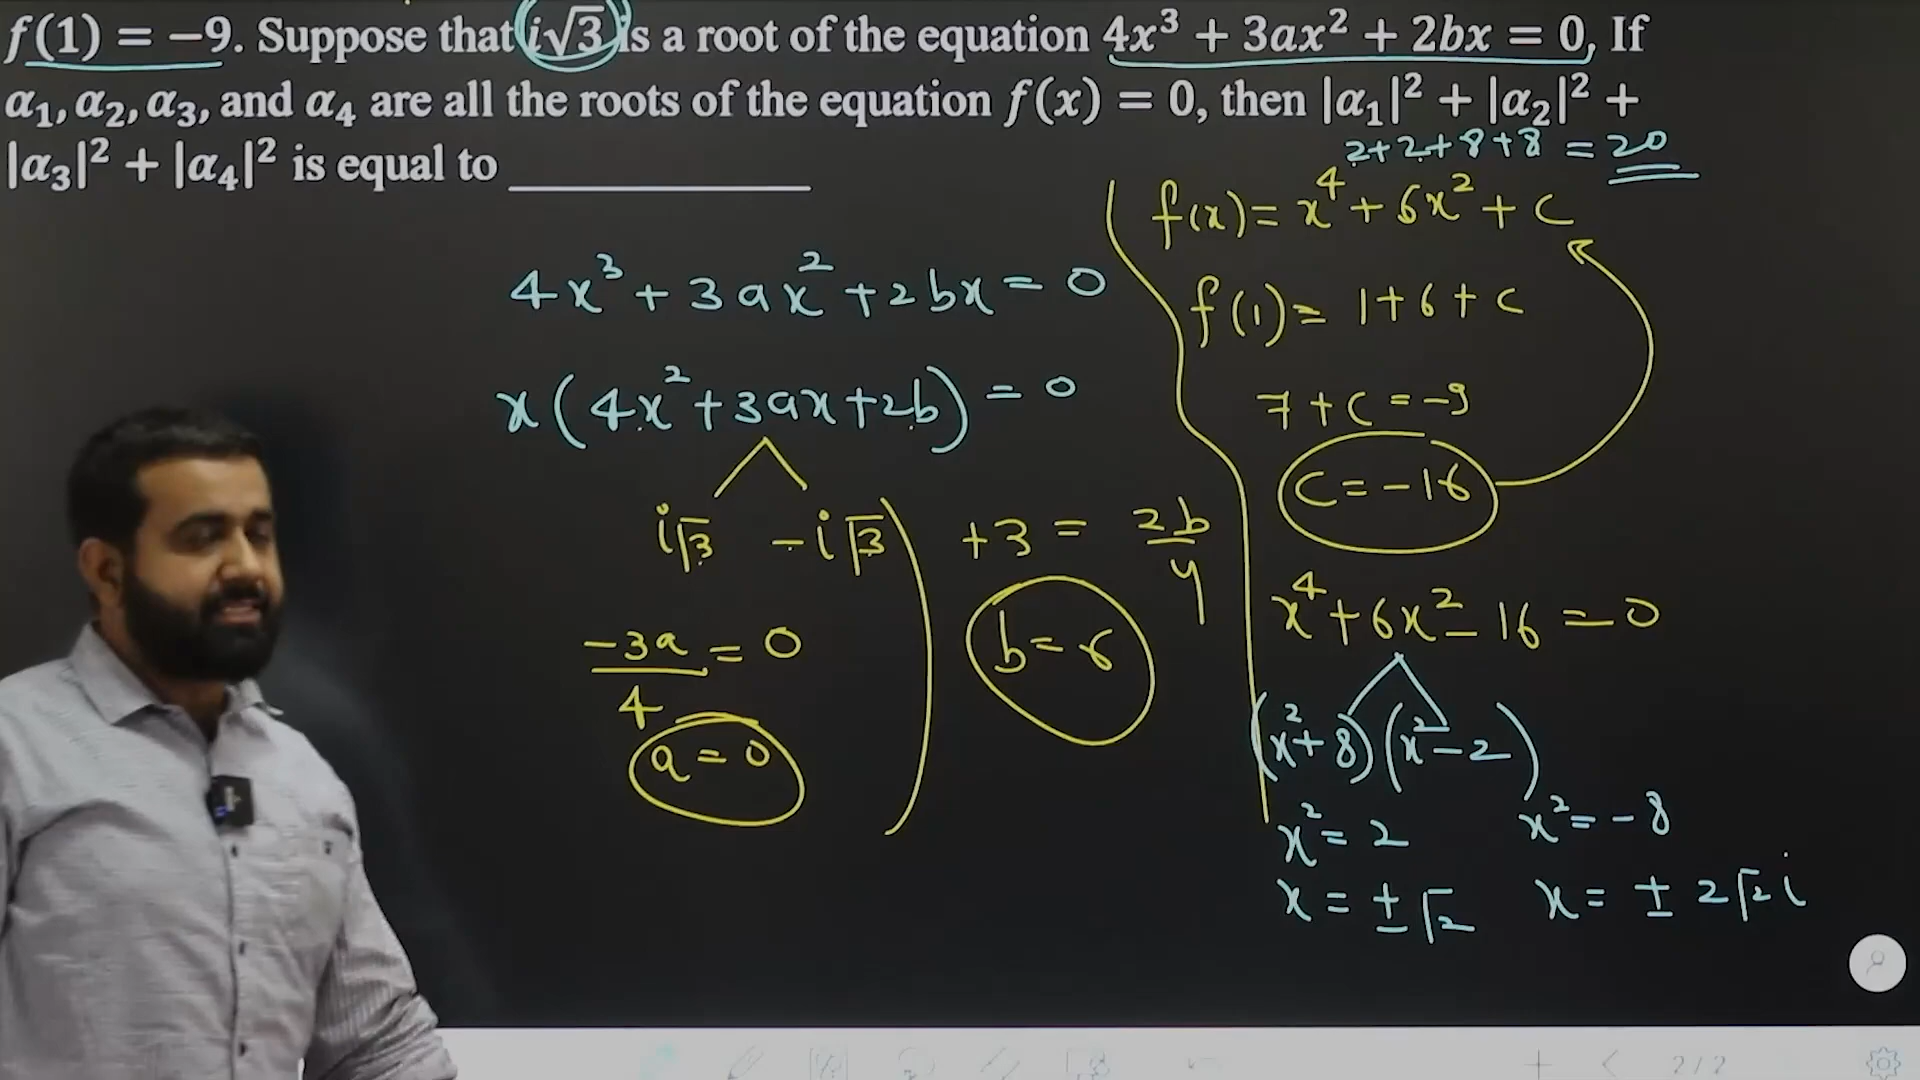 f(1) = −9. Suppose that i√3 is a root of the equation 4x³ + 3ax² + 2bx = 0, If
α₁, α₂, α₃, and α₄ are all the roots of the equation f(x) = 0, then |α₁|² + |α₂|² +
|α₃|² + |α₄|² is equal to __________
2+2+8+8 = 20
f(x) = x⁴ + 6x² + c
4x³ + 3ax² + 2bx = 0
f(1) = 1+6+c
x(4x² + 3ax + 2b) = 0
7 + c = −9
c = −16
i√3 −i√3
+3 = 2b/4
x⁴ + 6x² − 16 = 0
−3a/4 = 0
b = 6
(x²+8)(x²−2)
a = 0
x² = 2 x² = −8
x = ±√2 x = ± 2√2 i
2/2